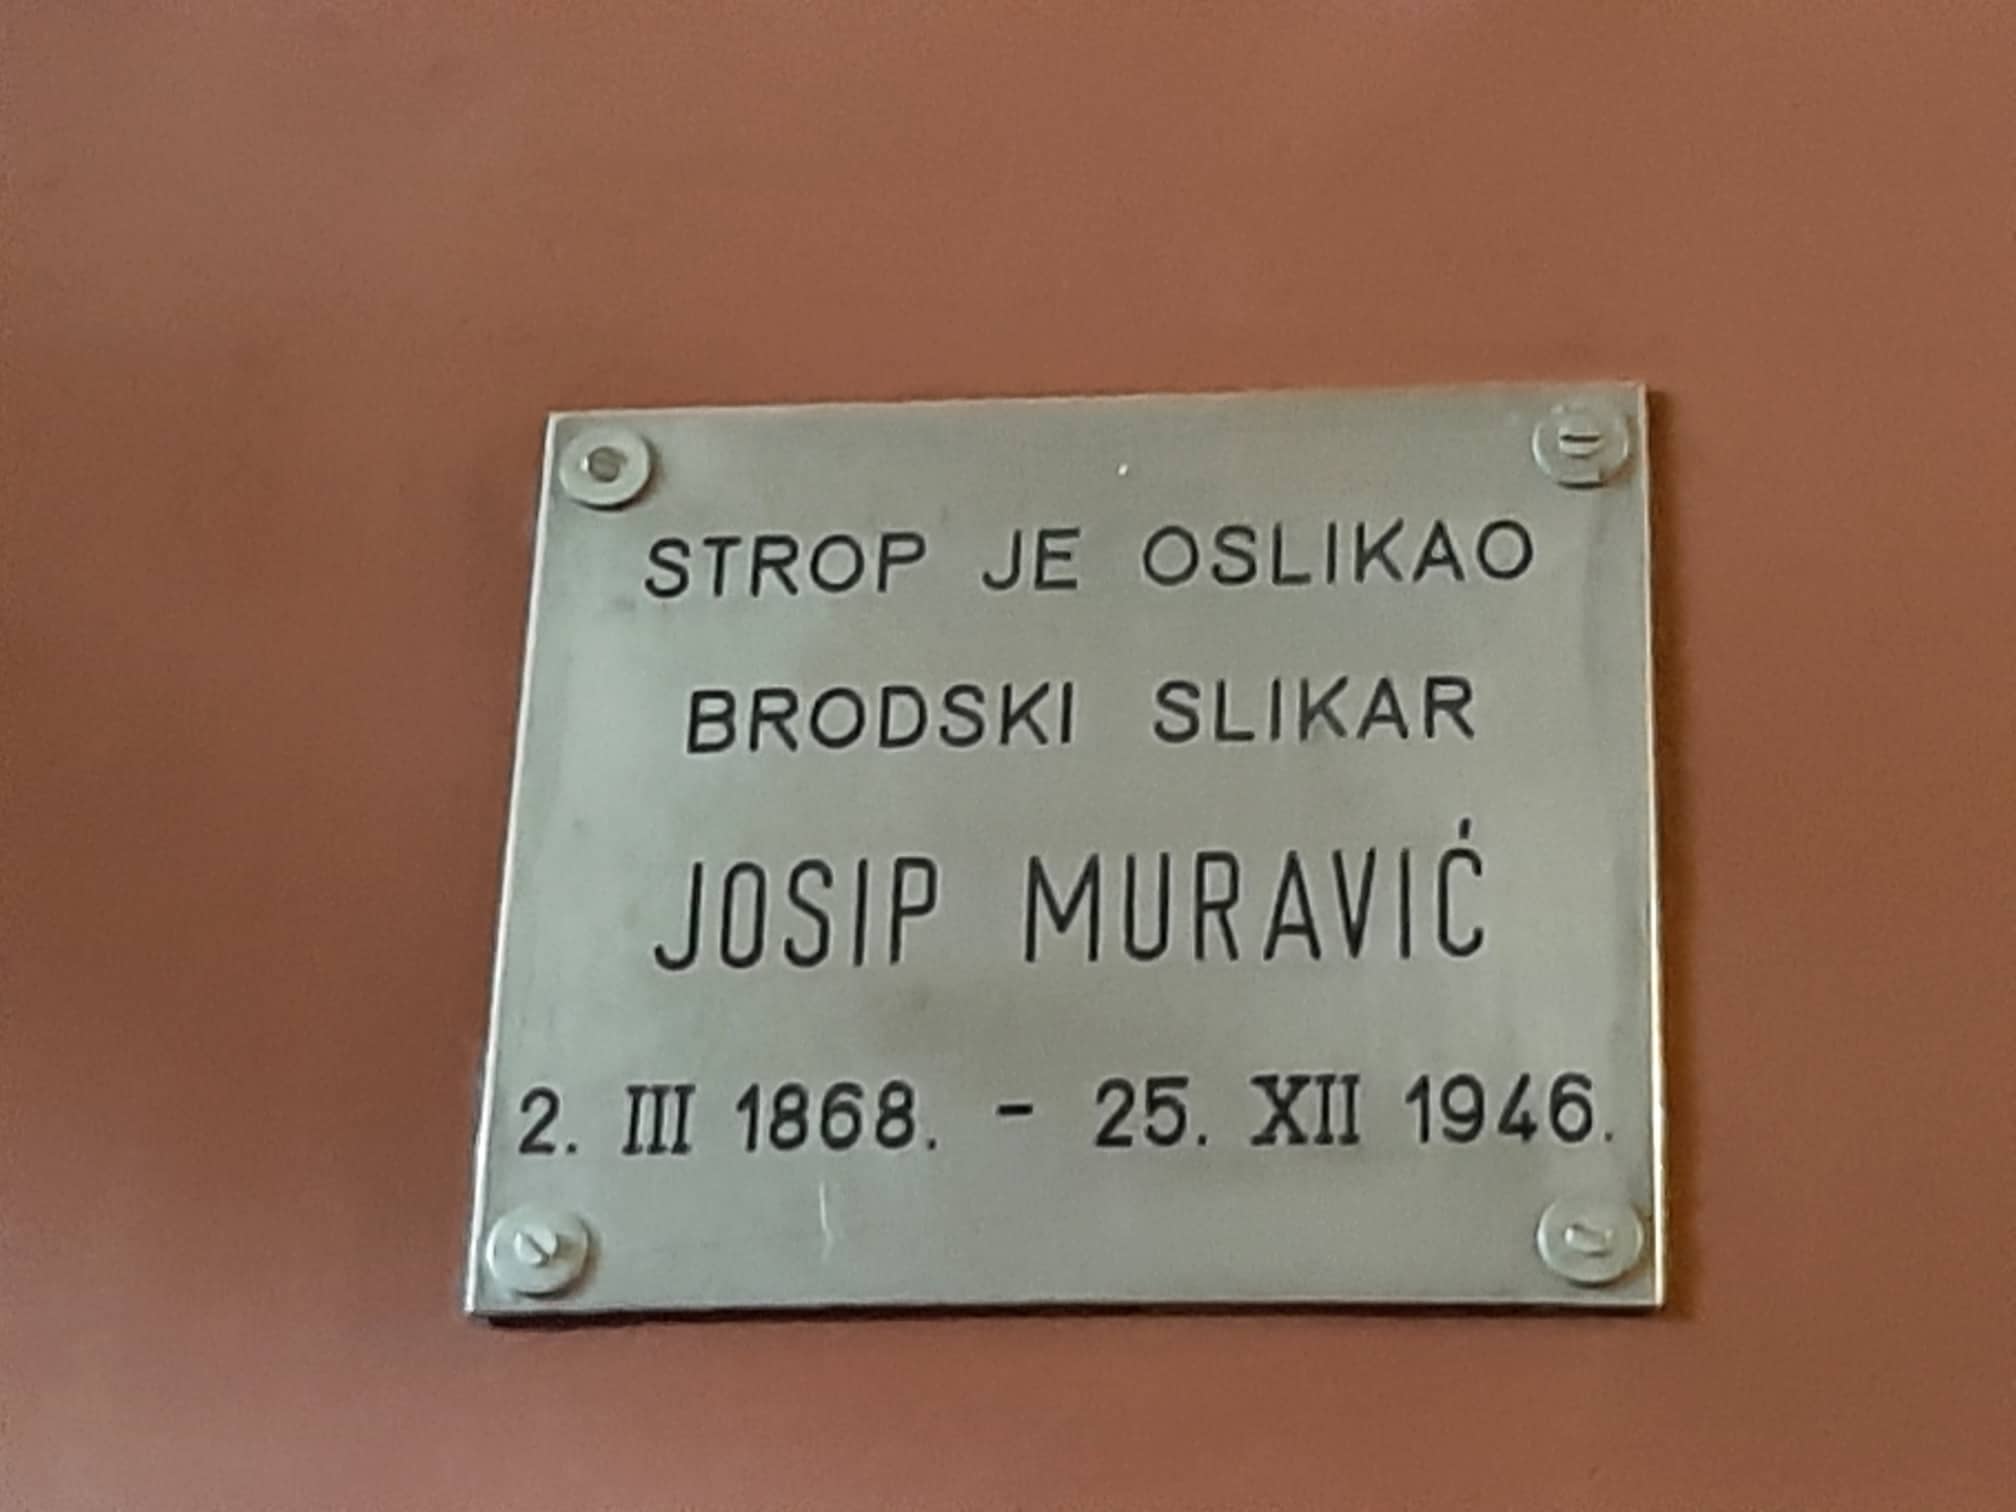 STROP JE OSLIKAO
BRODSKI SLIKAR
JOSIP MURAVIĆ
2. III 1868. - 25. XII 1946.